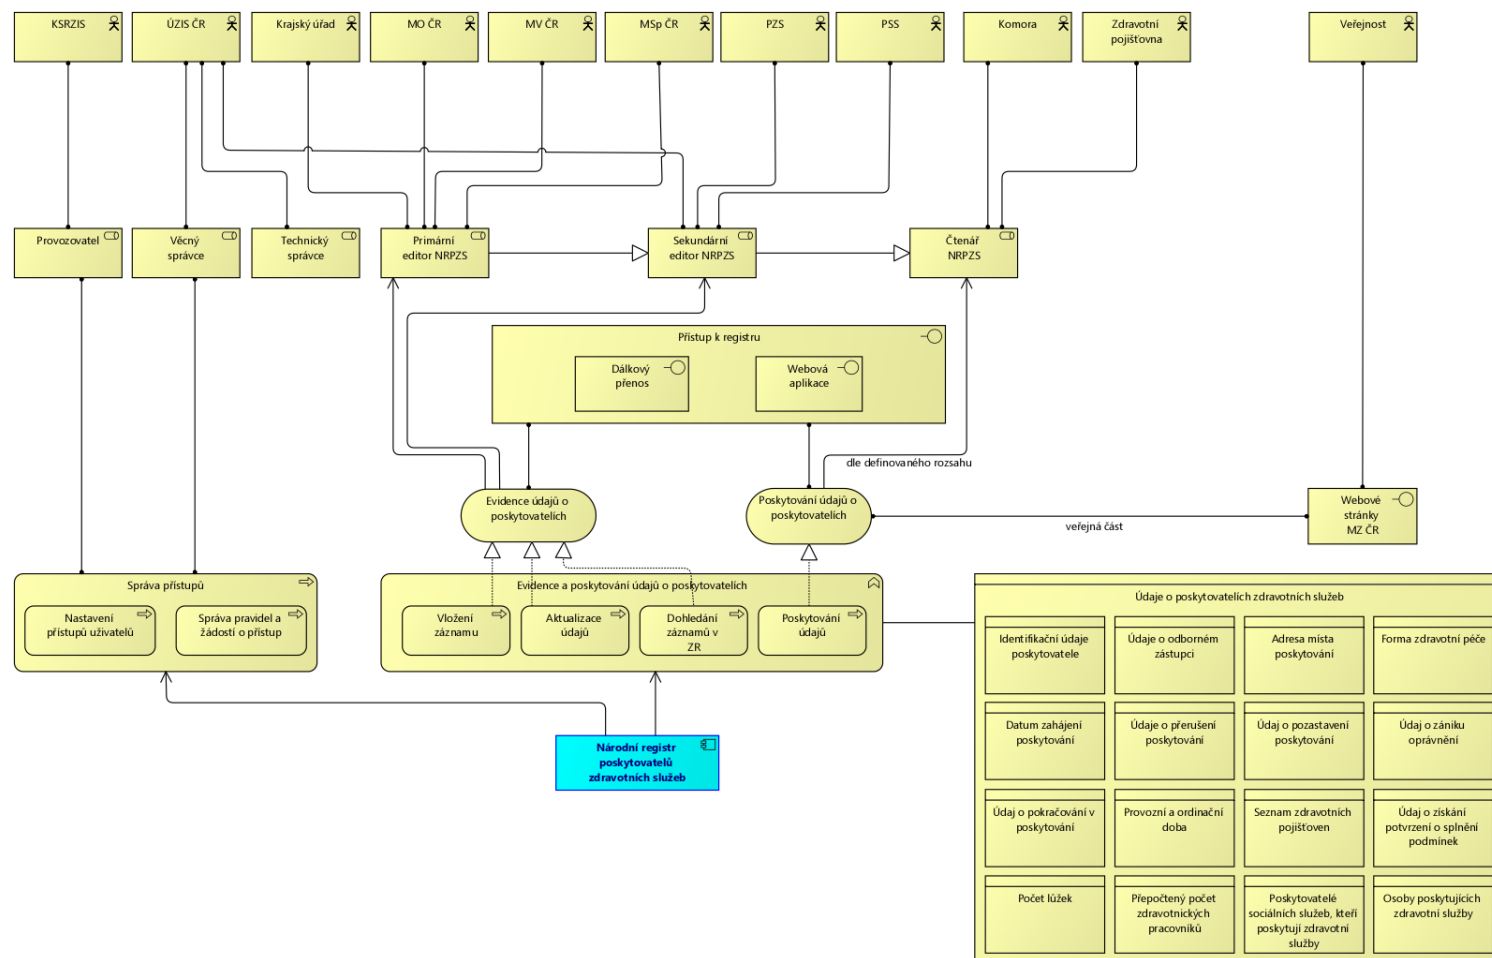 KSRZIS
ÚZIS ČR
Krajský úřad
MO ČR
MV ČR
MSp ČR
PZS
PSS
Komora
Zdravotní
pojišťovna
Veřejnost
Provozovatel
Věcný
správce
Technický
správce
Primární
editor NRPZS
Sekundární
editor NRPZS
Čtenář
NRPZS
Přístup k registru
Dálkový
přenos
Webová
aplikace
dle definovaného rozsahu
Evidence údajů o
poskytovatelích
Poskytování údajů o
poskytovatelích
veřejná část
Webové
stránky
MZ ČR
Správa přístupů
Nastavení
přístupů uživatelů
Správa pravidel a
žádostí o přístup
Evidence a poskytování údajů o poskytovatelích
Vložení
záznamu
Aktualizace
údajů
Dohledání
záznamů v
ZR
Poskytování
údajů
Národní registr
poskytovatelů
zdravotních služeb
Údaje o poskytovatelích zdravotních služeb
Identifikační údaje
poskytovatele
Údaje o odborném
zástupci
Adresa místa
poskytování
Forma zdravotní péče
Datum zahájení
poskytování
Údaje o přerušení
poskytování
Údaj o pozastavení
poskytování
Údaj o zániku
oprávnění
Údaj o pokračování v
poskytování
Provozní a ordinační
doba
Seznam zdravotních
pojišťoven
Údaj o získání
potvrzení o splnění
podmínek
Počet lůžek
Přepočtený počet
zdravotnických
pracovníků
Poskytovatelé
sociálních služeb, kteří
poskytují zdravotní
služby
Osoby poskytujících
zdravotní služby